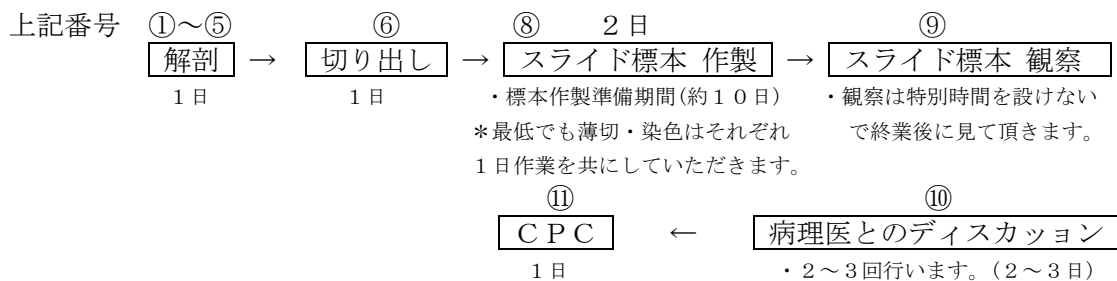 上記番号 ①～⑤ ⑥ ⑧ ２日 ⑨
解剖 → 切り出し → スライド標本 作製 → スライド標本 観察
１日 １日 ・標本作製準備期間(約１０日) ・観察は特別時間を設けない
＊最低でも薄切・染色はそれぞれ で終業後に見て頂きます。
１日作業を共にしていただきます。
⑪ ⑩
ＣＰＣ ← 病理医とのディスカッョン
１日 ・２～３回行います。(２～３日)